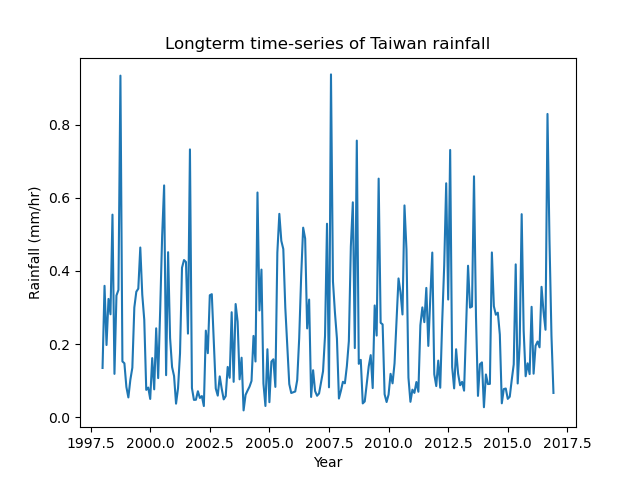 Longterm time-series of Taiwan rainfall
Rainfall (mm/hr)
0.8
0.6
0.4
0.2
0.0
1997.5 2000.0 2002.5 2005.0 2007.5 2010.0 2012.5 2015.0 2017.5
Year